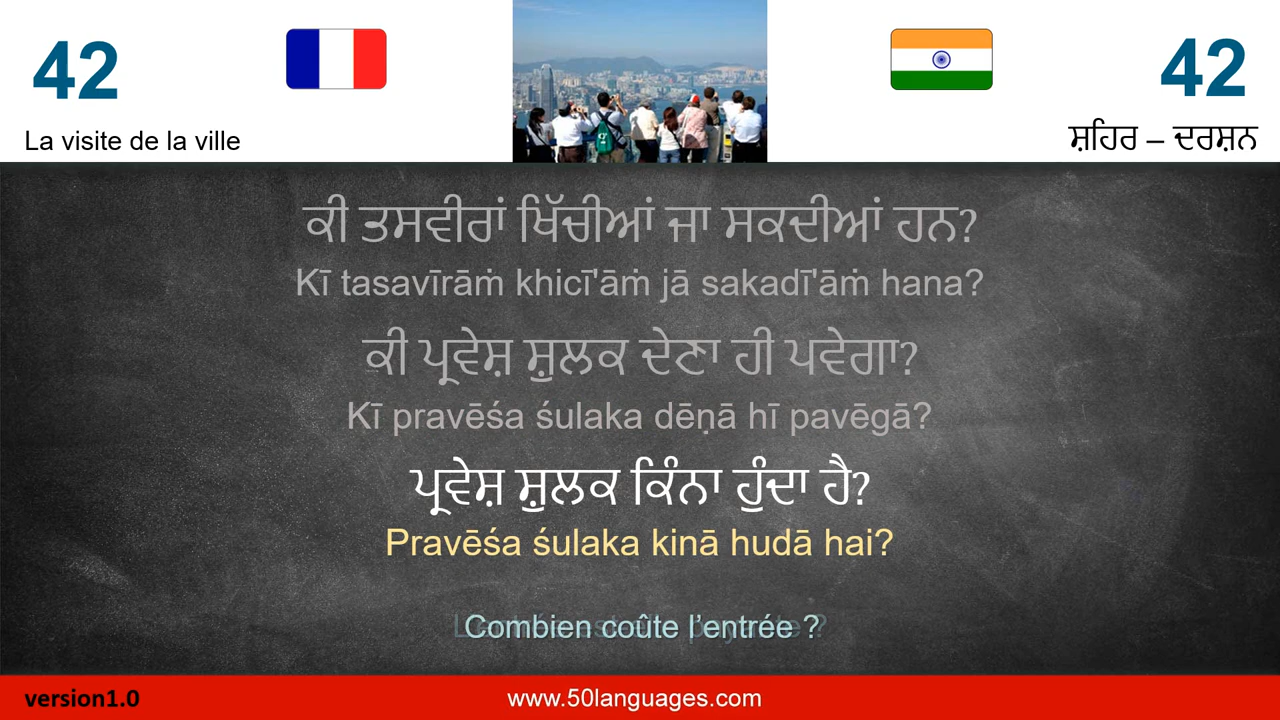 42
42
La visite de la ville
ਸ਼ਹਿਰ – ਦਰਸ਼ਨ
ਕੀ ਤਸਵੀਰਾਂ ਖਿੱਚੀਆਂ ਜਾ ਸਕਦੀਆਂ ਹਨ?
Kī tasavīrāṁ khicī'āṁ jā sakadī'āṁ hana?
ਕੀ ਪ੍ਰਵੇਸ਼ ਸ਼ੁਲਕ ਦੇਣਾ ਹੀ ਪਵੇਗਾ?
Kī pravēśa śulaka dēṇā hī pavēgā?
ਪ੍ਰਵੇਸ਼ ਸ਼ੁਲਕ ਕਿੰਨਾ ਹੁੰਦਾ ਹੈ?
Pravēśa śulaka kinā hudā hai?
Combien coûte l’entrée ?
version1.0
www.50languages.com